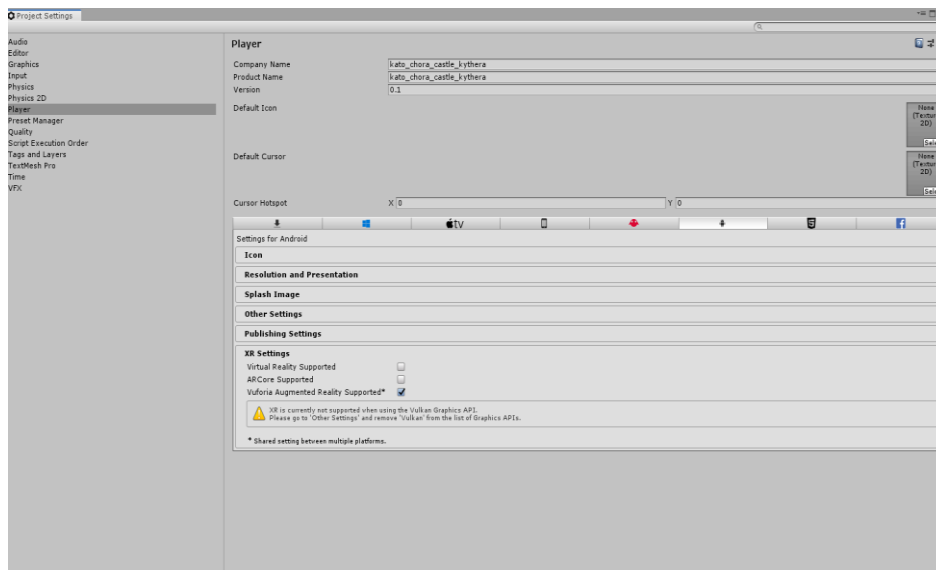 Project Settings
Audio
Editor
Graphics
Input
Physics
Physics 2D
Player
Preset Manager
Quality
Script Execution Order
Tags and Layers
TextMesh Pro
Time
VFX
Player
Company Name kato_chora_castle_kythera
Product Name kato_chora_castle_kythera
Version 0.1
Default Icon
None
(Textur
2D)
Sele
Default Cursor
None
(Textur
2D)
Sele
Cursor Hotspot X 0 Y 0
tv
Settings for Android
Icon
Resolution and Presentation
Splash Image
Other Settings
Publishing Settings
XR Settings
Virtual Reality Supported
ARCore Supported
Vuforia Augmented Reality Supported*
XR is currently not supported when using the Vulkan Graphics API.
Please go to 'Other Settings' and remove 'Vulkan' from the list of Graphics APIs.
* Shared setting between multiple platforms.